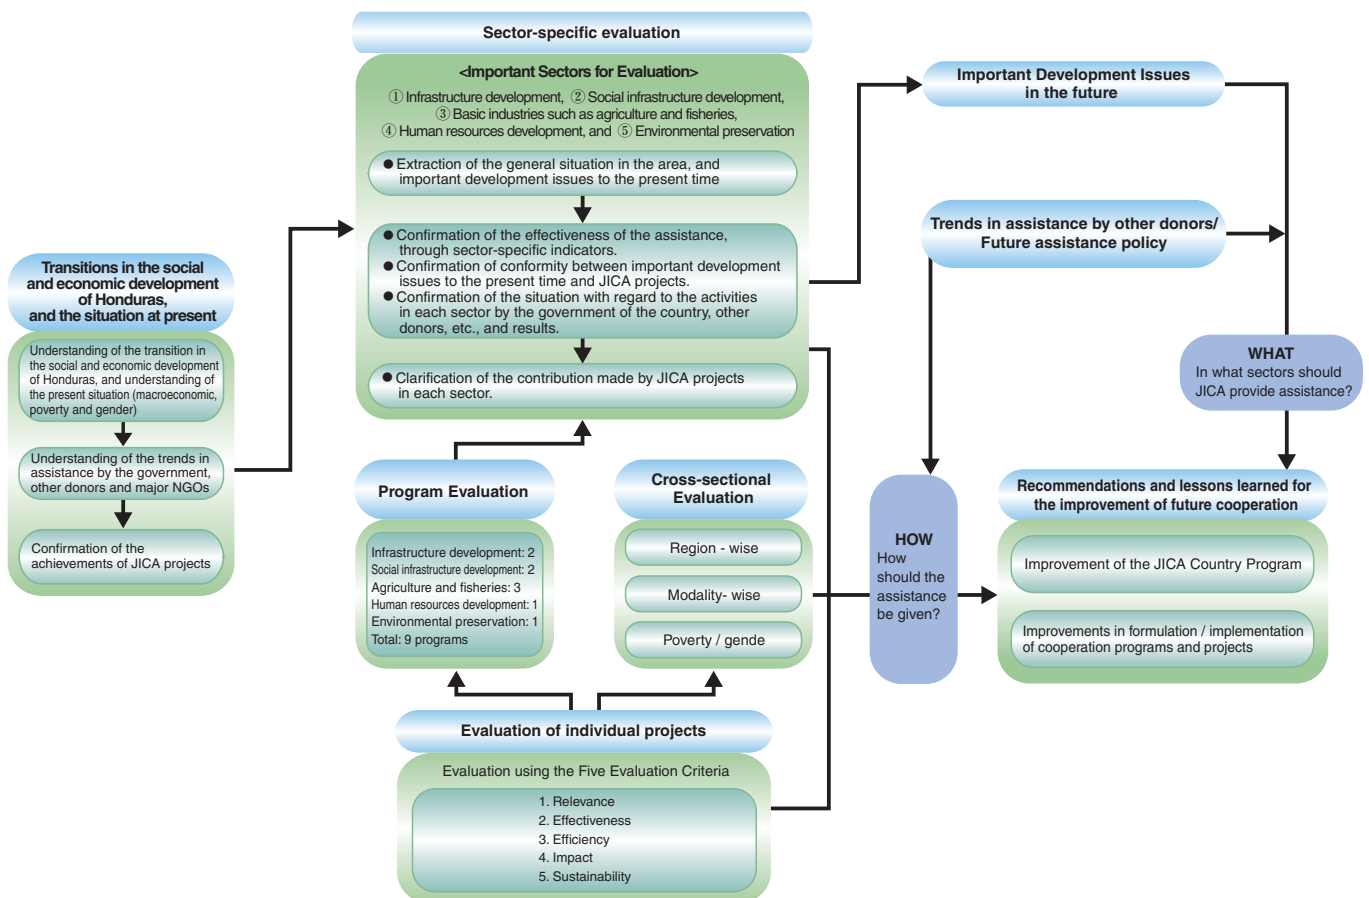 Sector-specific evaluation
<Important Sectors for Evaluation>
① Infrastructure development, ② Social infrastructure development,
③ Basic industries such as agriculture and fisheries,
④ Human resources development, and ⑤ Environmental preservation
● Extraction of the general situation in the area, and
important development issues to the present time
● Confirmation of the effectiveness of the assistance,
through sector-specific indicators.
● Confirmation of conformity between important development
issues to the present time and JICA projects.
● Confirmation of the situation with regard to the activities
in each sector by the government of the country, other
donors, etc., and results.
● Clarification of the contribution made by JICA projects
in each sector.
Transitions in the social
and economic development
of Honduras,
and the situation at present
Understanding of the transition in
the social and economic development
of Honduras, and understanding of
the present situation (macroeconomic,
poverty and gender)
Understanding of the trends in
assistance by the government,
other donors and major NGOs
Confirmation of the
achievements of JICA projects
Program Evaluation
Infrastructure development: 2
Social infrastructure development: 2
Agriculture and fisheries: 3
Human resources development: 1
Environmental preservation: 1
Total: 9 programs
Cross-sectional
Evaluation
Region - wise
Modality- wise
Poverty / gende
Evaluation of individual projects
Evaluation using the Five Evaluation Criteria
1. Relevance
2. Effectiveness
3. Efficiency
4. Impact
5. Sustainability
Important Development Issues
in the future
Trends in assistance by other donors/
Future assistance policy
WHAT
In what sectors should
JICA provide assistance?
HOW
How
should the
assistance
be given?
Recommendations and lessons learned for
the improvement of future cooperation
Improvement of the JICA Country Program
Improvements in formulation / implementation
of cooperation programs and projects